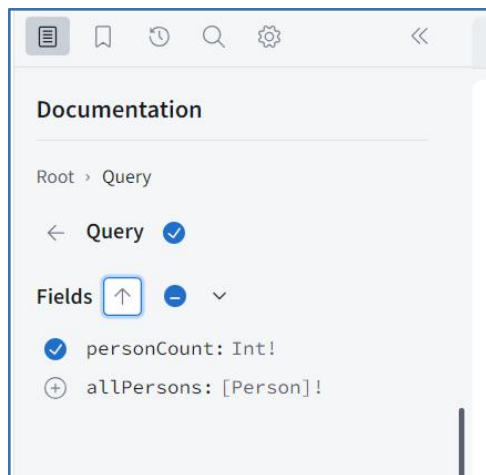 Documentation
Root › Query
Query
Fields
personCount: Int!
allPersons: [Person]!